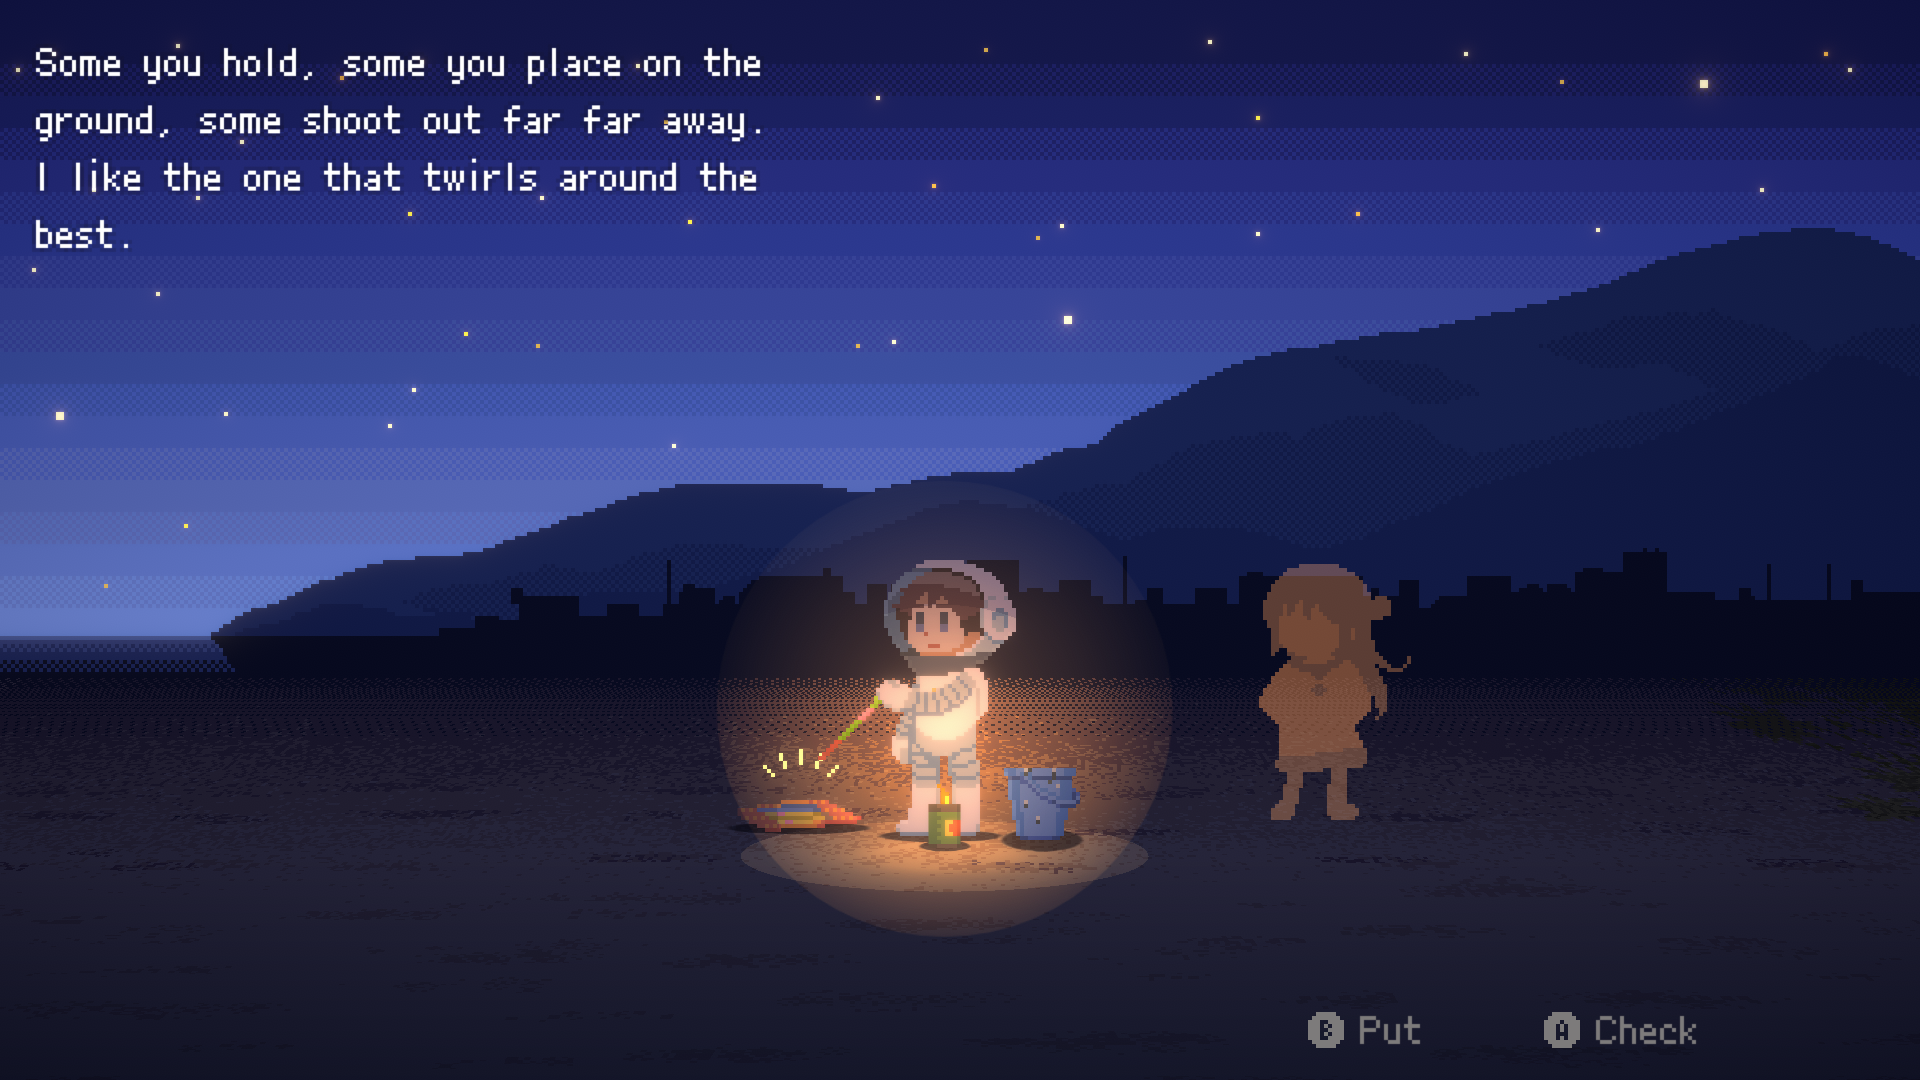 Some you hold, some you place on the
ground, some shoot out far far away.
I like the one that twirls around the
best.
B Put
A Check